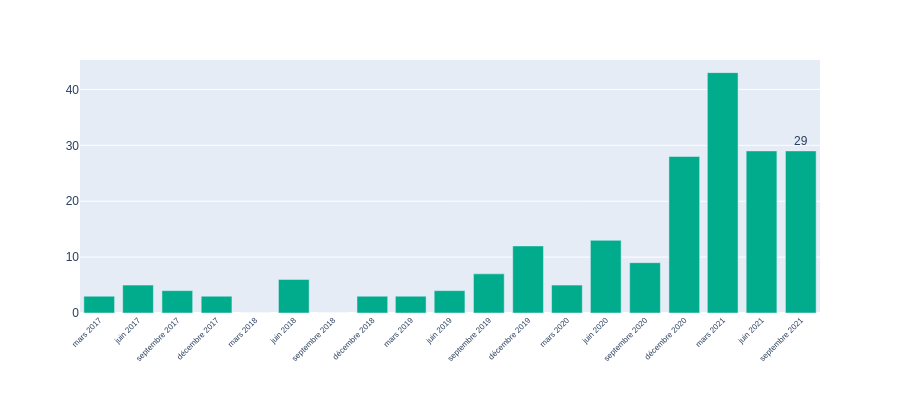 40
30
20
10
0
29
mars 2017
juin 2017
septembre 2017
décembre 2017
mars 2018
juin 2018
septembre 2018
décembre 2018
mars 2019
juin 2019
septembre 2019
décembre 2019
mars 2020
juin 2020
septembre 2020
décembre 2020
mars 2021
juin 2021
septembre 2021